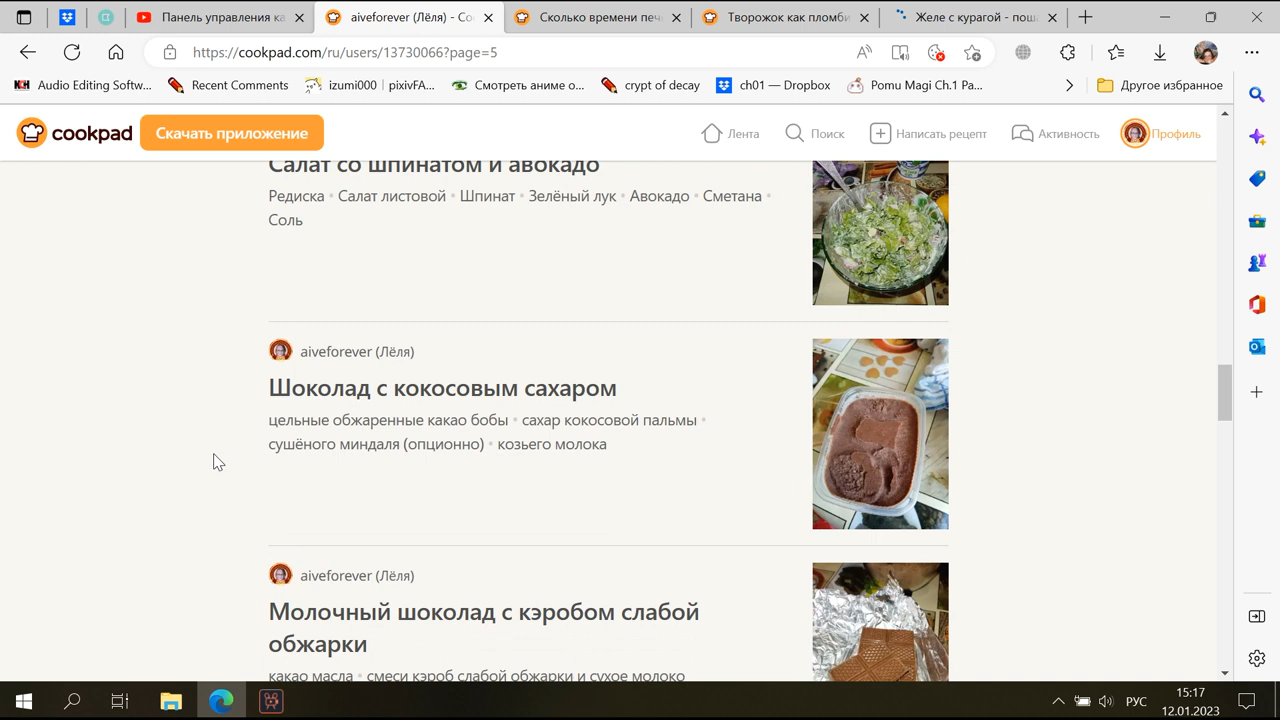 Панель управления ка
aiveforever (Лёля) - Co
Сколько времени печ
Творожок как пломби
Желе с курагой - пош
https://cookpad.com/ru/users/13730066?page=5
Audio Editing Softw...
Recent Comments
izumi000 | pixivFA...
Смотреть аниме о...
crypt of decay
ch01 — Dropbox
Pomu Magi Ch.1 Pa...
Другое избранное
cookpad
Скачать приложение
Лента
Поиск
Написать рецепт
Активность
Профиль
Салат со шпинатом и авокадо
Редиска • Салат листовой • Шпинат • Зелёный лук • Авокадо • Сметана •
Соль
aiveforever (Лёля)
Шоколад с кокосовым сахаром
цельные обжаренные какао бобы • сахар кокосовой пальмы •
сушёного миндаля (опционно) • козьего молока
aiveforever (Лёля)
Молочный шоколад с кэробом слабой
обжарки
какао масла • смеси кэроб слабой обжарки и сухое молоко
РУС
15:17
12.01.2023